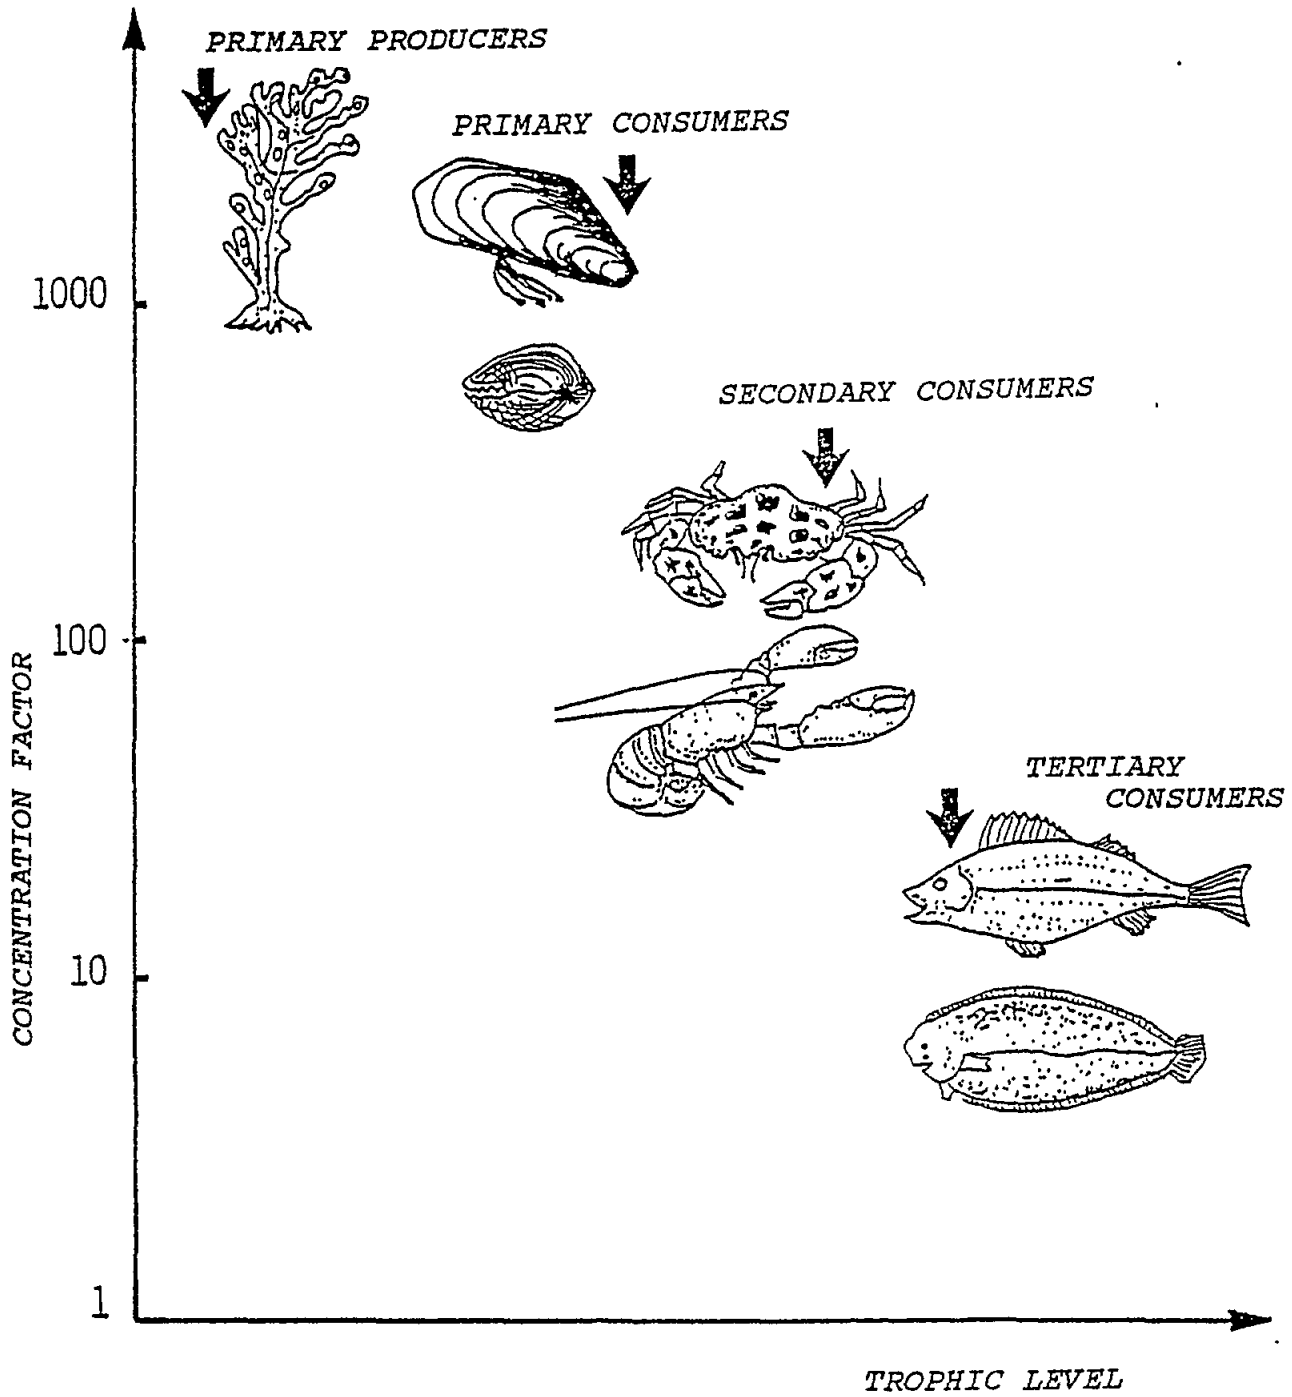 PRIMARY PRODUCERS
PRIMARY CONSUMERS
1000
SECONDARY CONSUMERS
100
TERTIARY
CONSUMERS
CONCENTRATION FACTOR
10
1
TROPHIC LEVEL